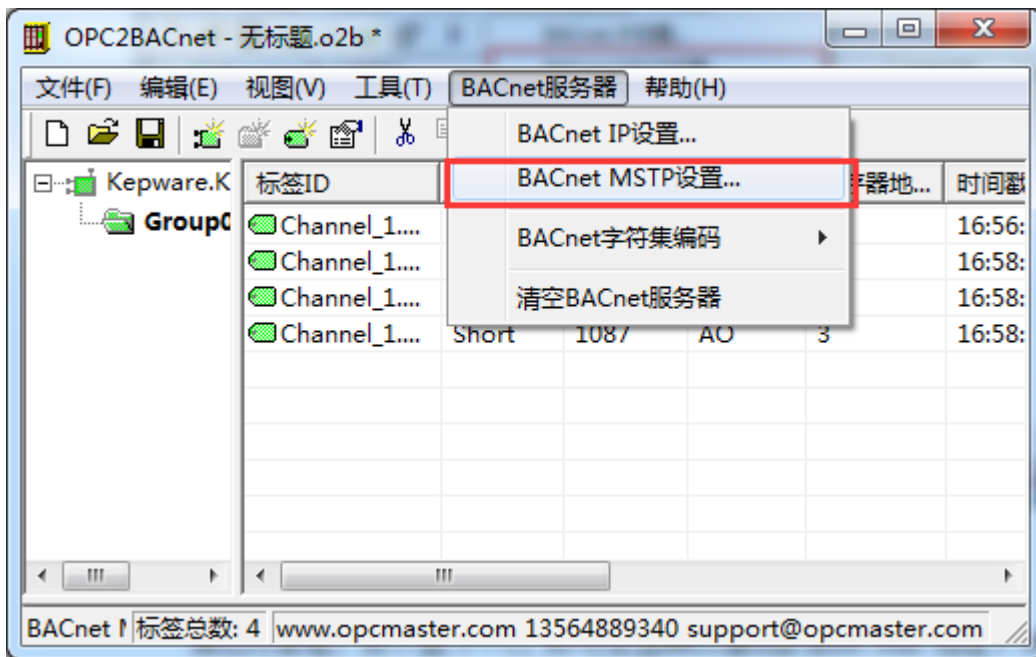 OPC2BACnet - 无标题.o2b *
文件(F) 编辑(E) 视图(V) 工具(T) BACnet服务器 帮助(H)
BACnet IP设置...
BACnet MSTP设置...
BACnet字符集编码
清空BACnet服务器
Kepware.K
Group0
标签ID 存器地... 时间戳
Channel_1.... 16:56:
Channel_1.... 16:58:
Channel_1.... 16:58:
Channel_1.... Short 1087 AO 3 16:58:
BACnet 标签总数: 4 www.opcmaster.com 13564889340 support@opcmaster.com